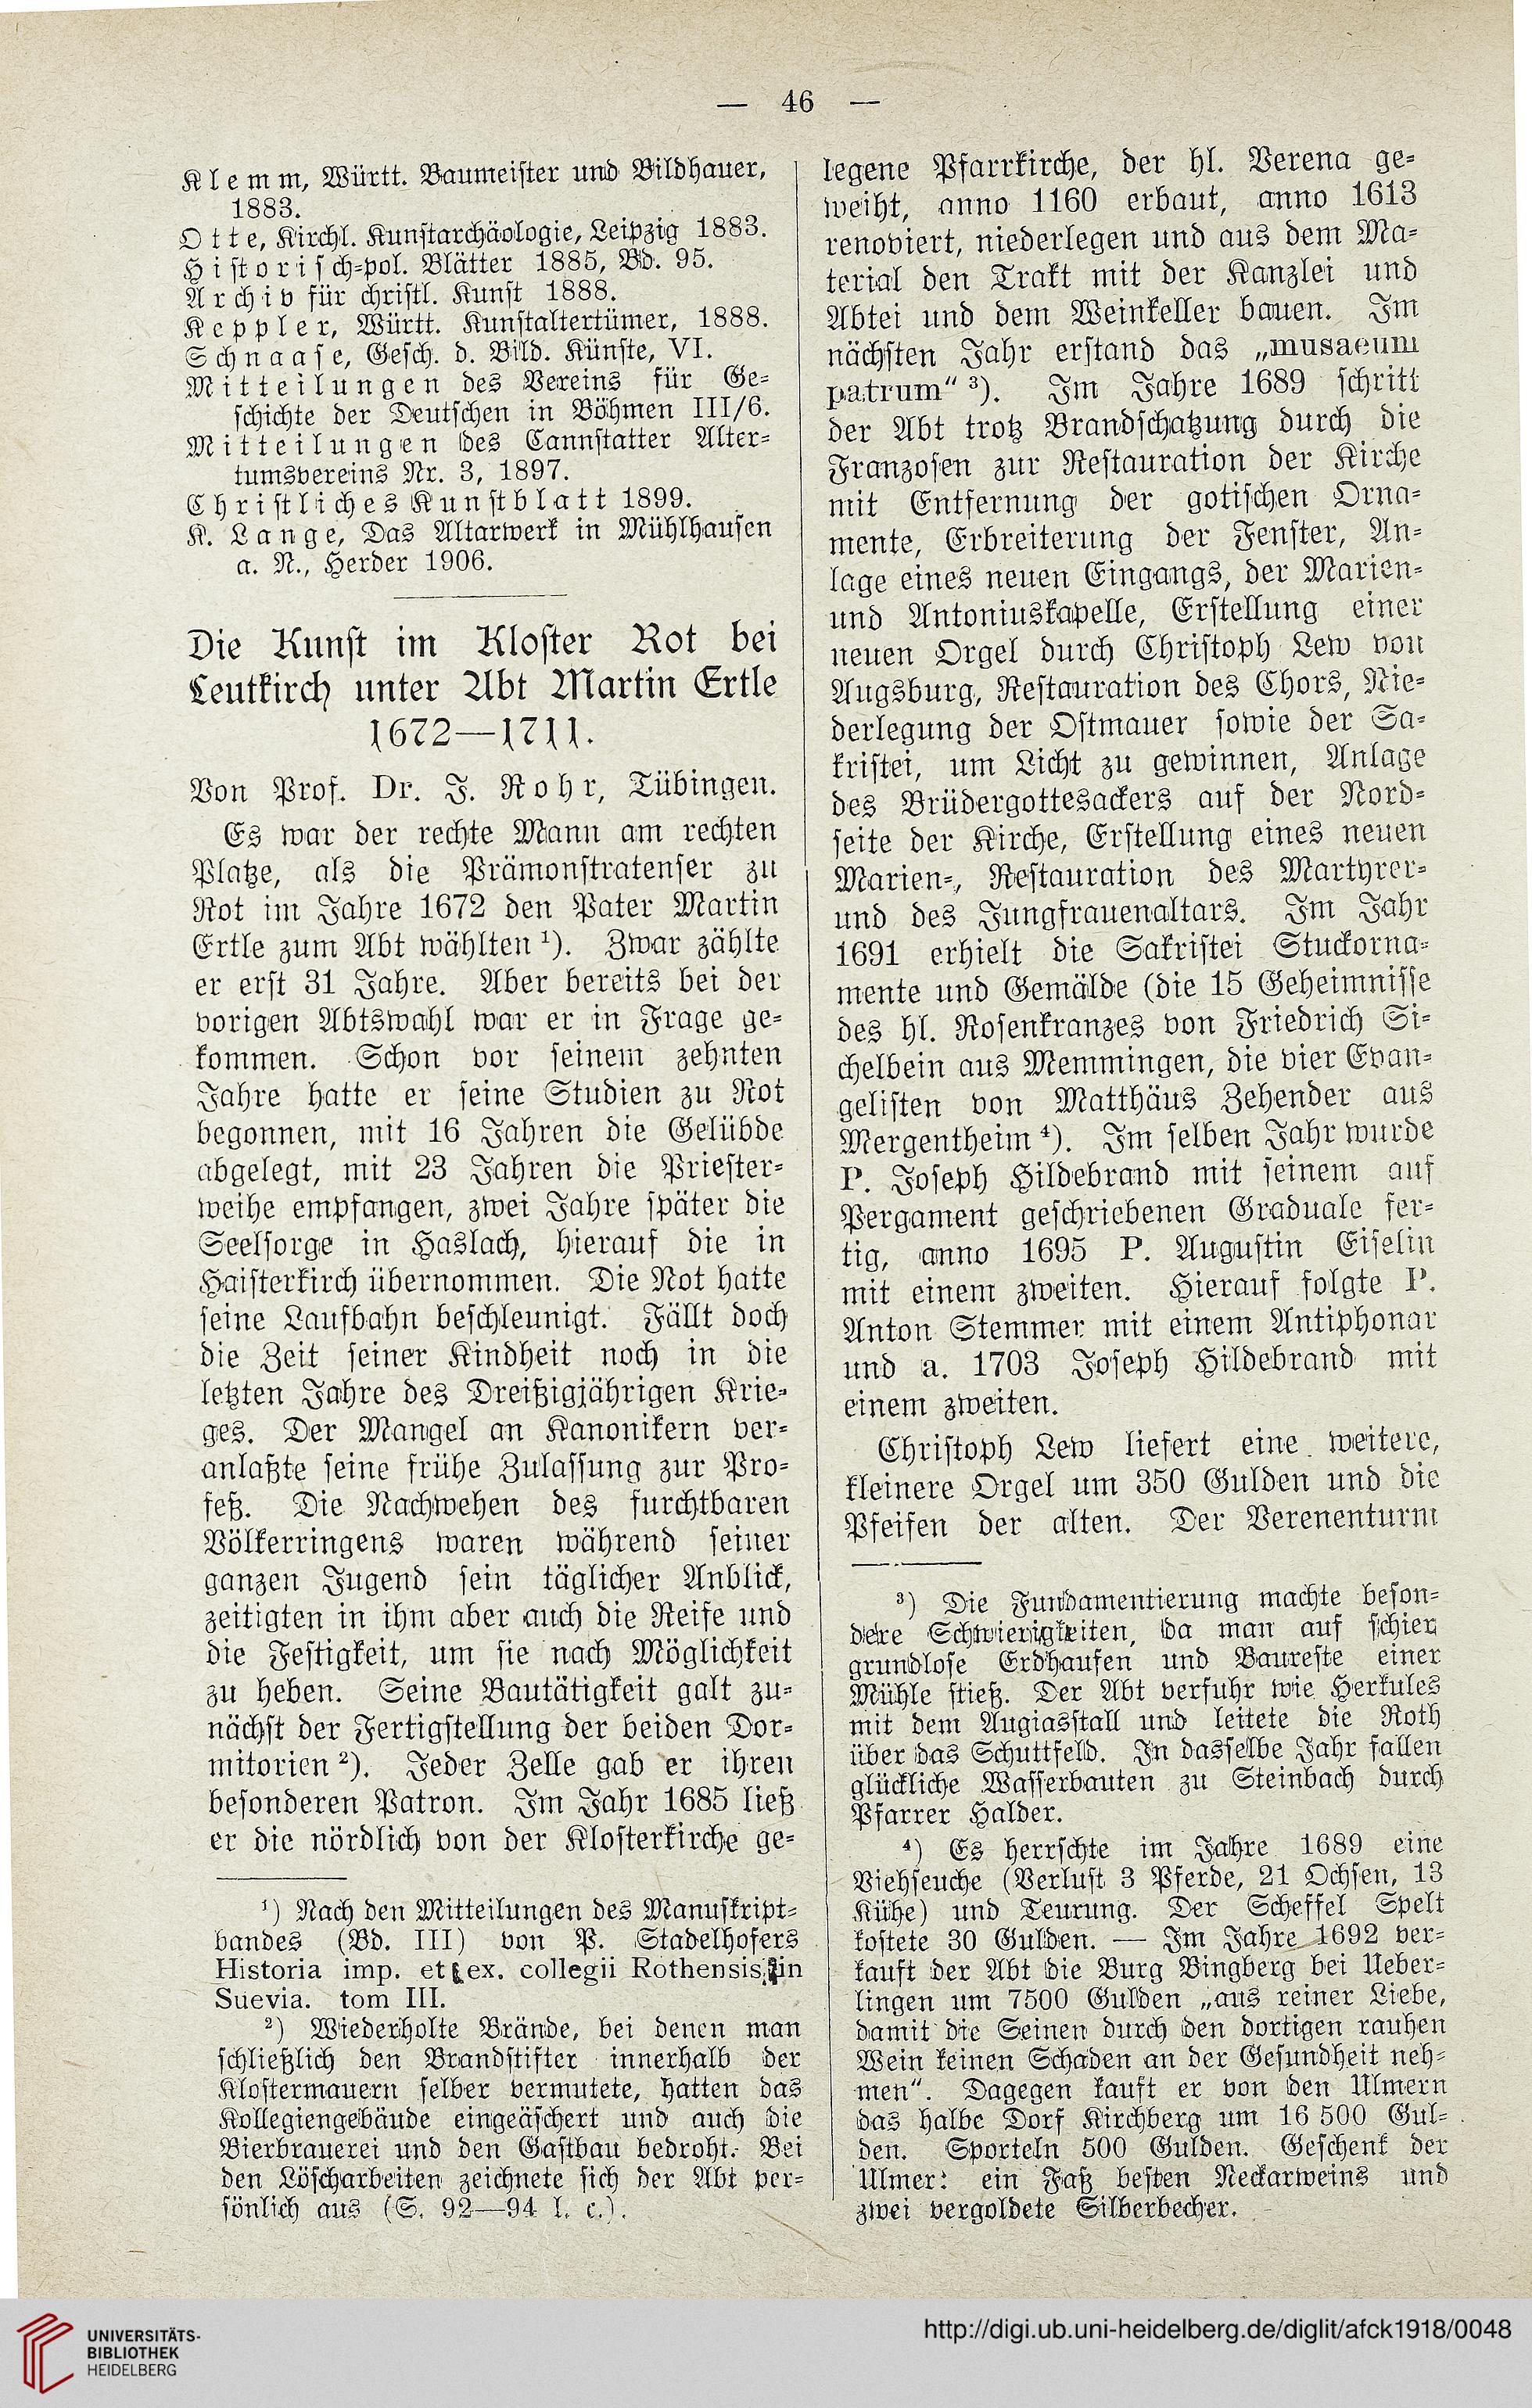 — 46 —
Klemm, Württ. Baumeister und Bildhauer,
1883.
Otte, Kirchl. Kunstarchäologie, Leipzig 1883.
Historisch-pol. Blätter 1885, Bd. 95.
Archiv für christl. Kunst 1888.
Keppler, Württ. Kunstaltertümer, 1888.
Schnaase, Gesch. d. Bild. Künste, VI.
Mitteilungen des Vereins für Ge-
schichte der Deutschen in Böhmen III/6.
Mitteilungen des Cannstatter Alter-
tumsvereins Nr. 3, 1897.
Christliches Kunstblatt 1899.
K. Lange, Das Altarwerk in Mühlhausen
a. N., Herder 1906.
Die Kunst im Kloster Rot bei
Leutkirch unter Abt Martin Ertle
1672—1711.
Von Prof. Dr. J. Rohr, Tübingen.
Es war der rechte Mann am rechten
Platze, als die Prämonstratenser zu
Rot im Jahre 1672 den Pater Martin
Ertle zum Abt wählten ¹). Zwar zählte
er erst 31 Jahre. Aber bereits bei der
vorigen Abtswahl war er in Frage ge-
kommen. Schon vor seinem zehnten
Jahre hatte er seine Studien zu Rot
begonnen, mit 16 Jahren die Gelübde
abgelegt, mit 23 Jahren die Priester-
weihe empfangen, zwei Jahre später die
Seelsorge in Haslach, hierauf die in
Haisterkirch übernommen. Die Not hatte
seine Laufbahn beschleunigt. Fällt doch
die Zeit seiner Kindheit noch in die
letzten Jahre des Dreißigjährigen Krie-
ges. Der Mangel an Kanonikern ver-
anlaßte seine frühe Zulassung zur Pro-
feß. Die Nachwehen des furchtbaren
Völkerringens waren während seiner
ganzen Jugend sein täglicher Anblick,
zeitigten in ihm aber auch die Reife und
die Festigkeit, um sie nach Möglichkeit
zu heben. Seine Bautätigkeit galt zu-
nächst der Fertigstellung der beiden Dor-
mitorien ²). Jeder Zelle gab er ihren
besonderen Patron. Im Jahr 1685 ließ
er die nördlich von der Klosterkirche ge-
¹) Nach den Mitteilungen des Manuskript-
bandes (Bd. III) von P. Stadelhofers
Historia imp. et ex. collegii Rothensis in
Suevia. tom III.
²) Wiederholte Brände, bei denen man
schließlich den Brandstifter innerhalb der
Klostermauern selber vermutete, hatten das
Kollegiengebäude eingeäschert und auch die
Bierbrauerei und den Gastbau bedroht. Bei
den Löscharbeiten zeichnete sich der Abt per-
sönlich aus (S. 92—94 l. c.).
legene Pfarrkirche, der hl. Verena ge-
weiht, anno 1160 erbaut, anno 1613
renoviert, niederlegen und aus dem Ma-
terial den Trakt mit der Kanzlei und
Abtei und dem Weinkeller bauen. Im
nächsten Jahr erstand das „musaeum
patrum“ ³). Im Jahre 1689 schritt
der Abt trotz Brandschatzung durch die
Franzosen zur Restauration der Kirche
mit Entfernung der gotischen Orna-
mente, Erbreiterung der Fenster, An-
lage eines neuen Eingangs, der Marien-
und Antoniuskapelle, Erstellung einer
neuen Orgel durch Christoph Lew von
Augsburg, Restauration des Chors, Nie-
derlegung der Ostmauer sowie der Sa-
kristei, um Licht zu gewinnen, Anlage
des Brüdergottesackers auf der Nord-
seite der Kirche, Erstellung eines neuen
Marien-, Restauration des Martyrer-
und des Jungfrauenaltars. Im Jahr
1691 erhielt die Sakristei Stuckorna-
mente und Gemälde (die 15 Geheimnisse
des hl. Rosenkranzes von Friedrich Si-
chelbein aus Memmingen, die vier Evan-
gelisten von Matthäus Zehender aus
Mergentheim ⁴). Im selben Jahr wurde
P. Joseph Hildebrand mit seinem auf
Pergament geschriebenen Graduale fer-
tig, anno 1695 P. Augustin Eiselin
mit einem zweiten. Hierauf folgte P.
Anton Stemmer mit einem Antiphonar
und a. 1703 Joseph Hildebrand mit
einem zweiten.
Christoph Lew liefert eine weitere,
kleinere Orgel um 350 Gulden und die
Pfeifen der alten. Der Verenenturm
³) Die Fundamentierung machte beson-
dere Schwierigkeiten, da man auf schier
grundlose Erdhaufen und Baureste einer
Mühle stieß. Der Abt verfuhr wie Herkules
mit dem Augiasstall und leitete die Roth
über das Schuttfeld. In dasselbe Jahr fallen
glückliche Wasserbauten zu Steinbach durch
Pfarrer Halder.
⁴) Es herrschte im Jahre 1689 eine
Viehseuche (Verlust 3 Pferde, 21 Ochsen, 13
Kühe) und Teurung. Der Scheffel Spelt
kostete 30 Gulden. — Im Jahre 1692 ver-
kauft der Abt die Burg Bingberg bei Ueber-
lingen um 7500 Gulden „aus reiner Liebe,
damit die Seinen durch den dortigen rauhen
Wein keinen Schaden an der Gesundheit neh-
men“. Dagegen kauft er von den Ulmern
das halbe Dorf Kirchberg um 16 500 Gul-
den. Sporteln 500 Gulden. Geschenk der
Ulmer: ein Faß besten Neckarweins und
zwei vergoldete Silberbecher.
UNIVERSITÄTS-
BIBLIOTHEK
HEIDELBERG
http://digi.ub.uni-heidelberg.de/diglit/afck1918/0048